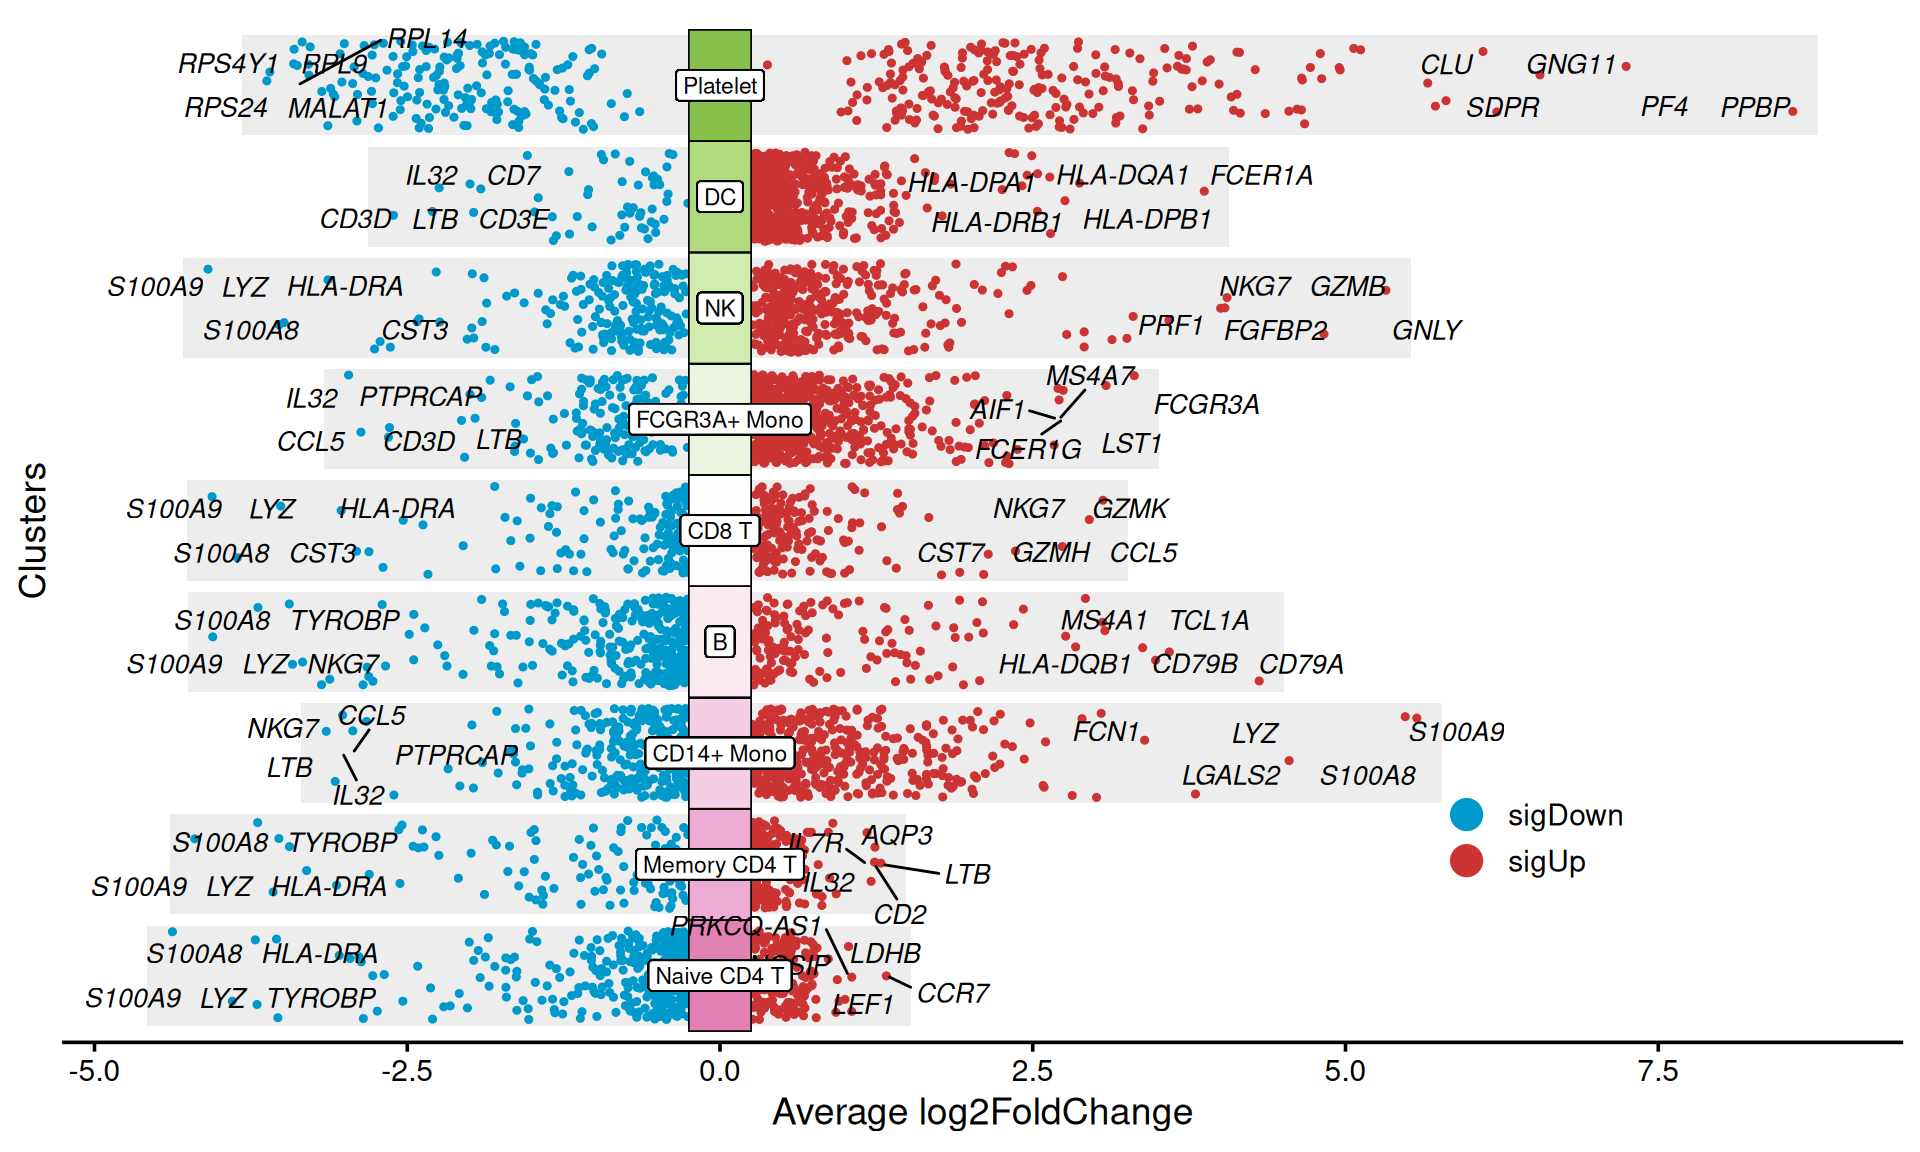 RPL14
RPS4Y1 RPL9 CLU GNG11
Platelet
RPS24 MALAT1 SDPR PF4 PPBP
IL32 CD7 HLA-DPA1 HLA-DQA1 FCER1A
DC
CD3D LTB CD3E HLA-DRB1 HLA-DPB1
S100A9 LYZ HLA-DRA NKG7 GZMB
NK
S100A8 CST3 PRF1 FGFBP2 GNLY
MS4A7
IL32 PTPRCAP AIF1 FCGR3A
FCGR3A+ Mono
CCL5 CD3D LTB FCER1G LST1
S100A9 LYZ HLA-DRA NKG7 GZMK
CD8 T
S100A8 CST3 CST7 GZMH CCL5
S100A8 TYROBP MS4A1 TCL1A
B
S100A9 LYZ NKG7 HLA-DQB1 CD79B CD79A
NKG7 CCL5 FCN1 LYZ S100A9
PTPRCAP CD14+ Mono
LTB LGALS2 S100A8
IL32
S100A8 TYROBP IL7R AQP3
Memory CD4 T
S100A9 LYZ HLA-DRA IL32 LTB
CD2
PRKCQ-AS1
S100A8 HLA-DRA NOSIP LDHB
Naive CD4 T
S100A9 LYZ TYROBP LEF1 CCR7
Clusters
sigDown
sigUp
-5.0 -2.5 0.0 2.5 5.0 7.5
Average log2FoldChange